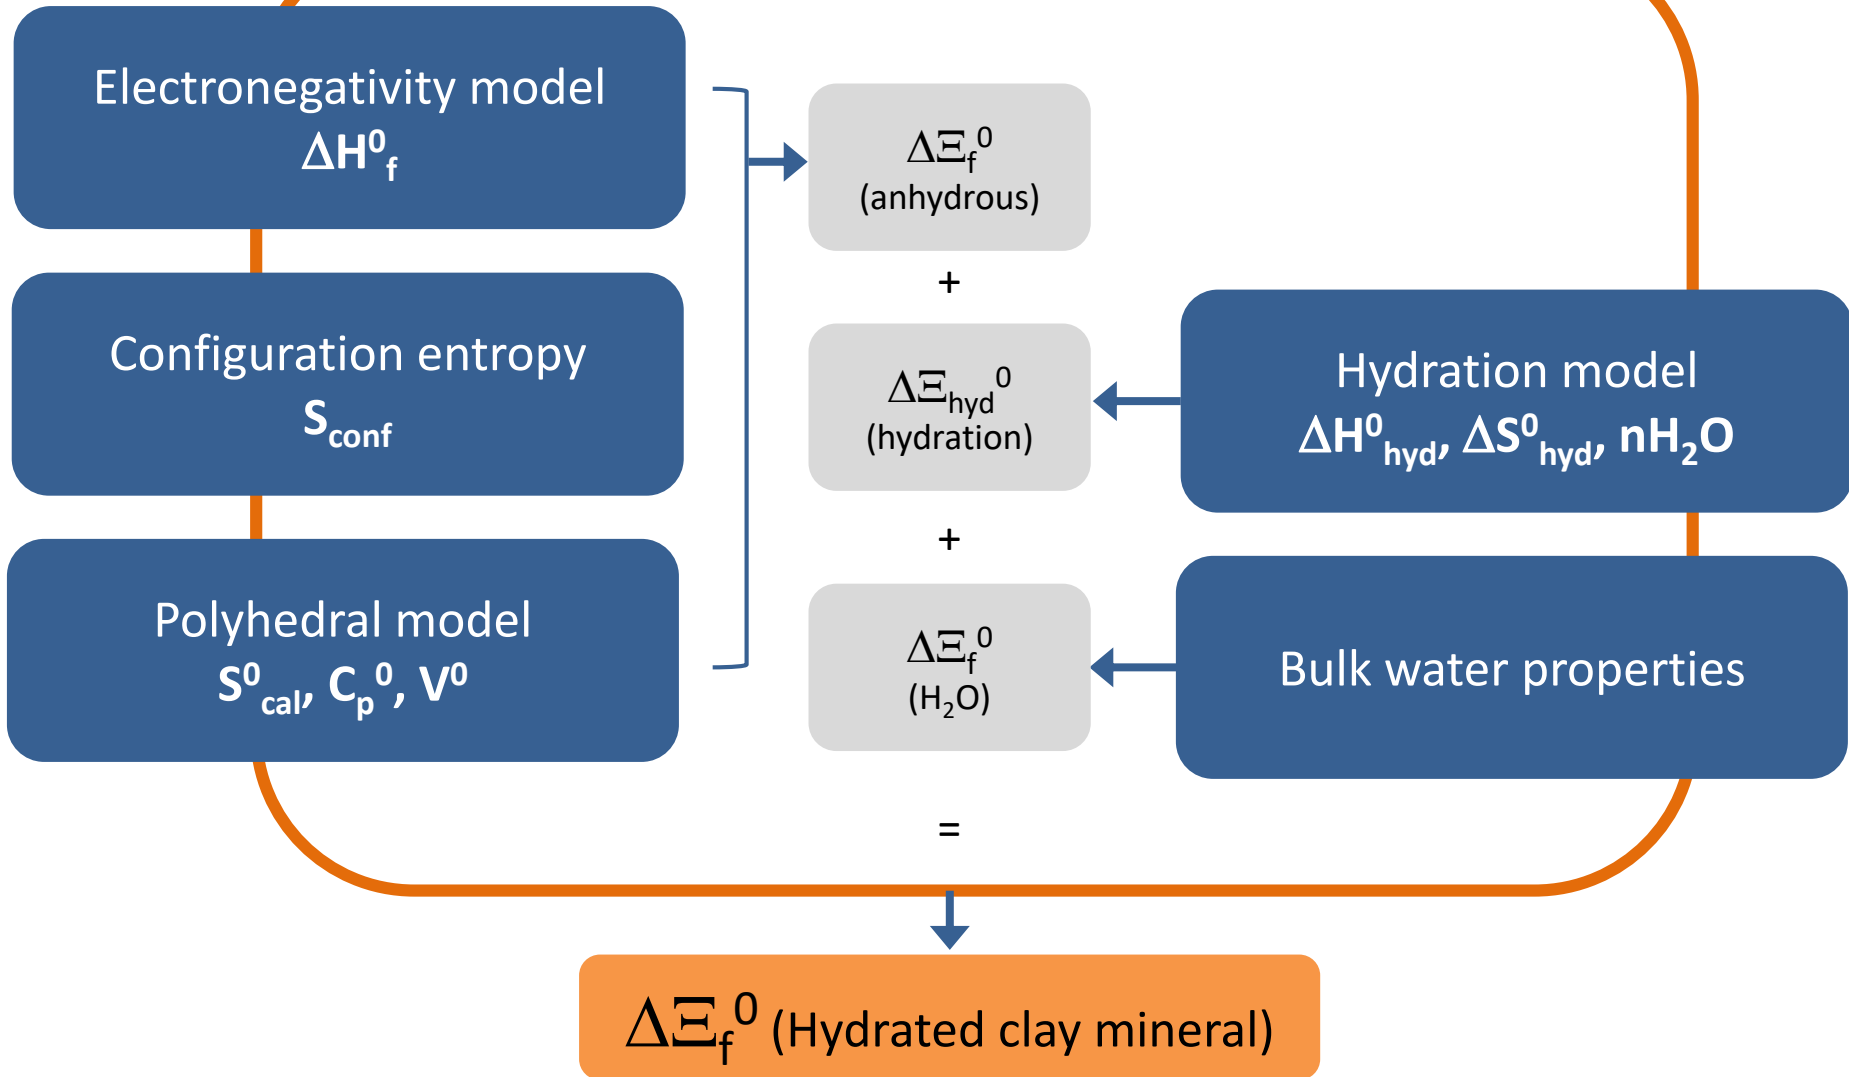 Electronegativity model
ΔH⁰f
Configuration entropy
Sconf
Polyhedral model
S⁰cal, Cp⁰, V⁰
ΔΞf⁰
(anhydrous)
+
ΔΞhyd⁰
(hydration)
+
ΔΞf⁰
(H₂O)
=
Hydration model
ΔH⁰hyd, ΔS⁰hyd, nH₂O
Bulk water properties
ΔΞf⁰ (Hydrated clay mineral)